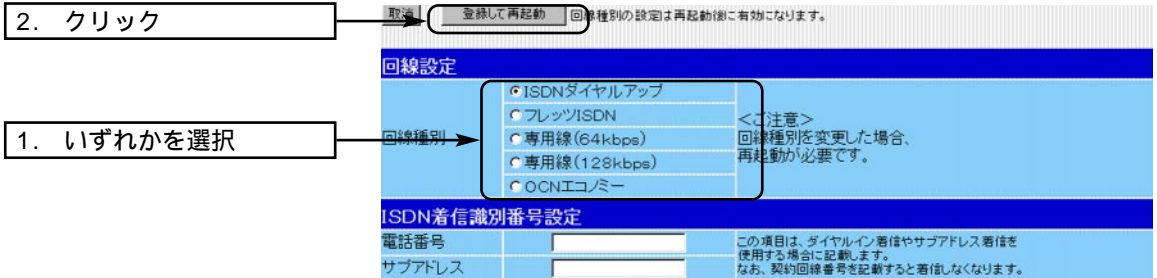 2. クリック
取消 登録して再起動 回線種別の設定は再起動後に有効になります。
回線設定
1. いずれかを選択
回線種別
ISDNダイヤルアップ
フレッツISDN
専用線(64kbps)
専用線(128kbps)
OCNエコノミー
<ご注意>
回線種別を変更した場合、
再起動が必要です。
ISDN着信識別番号設定
電話番号
サブアドレス
この項目は、ダイヤルイン着信やサブアドレス着信を
使用する場合に記載します。
なお、契約回線番号を記載すると着信しなくなります。